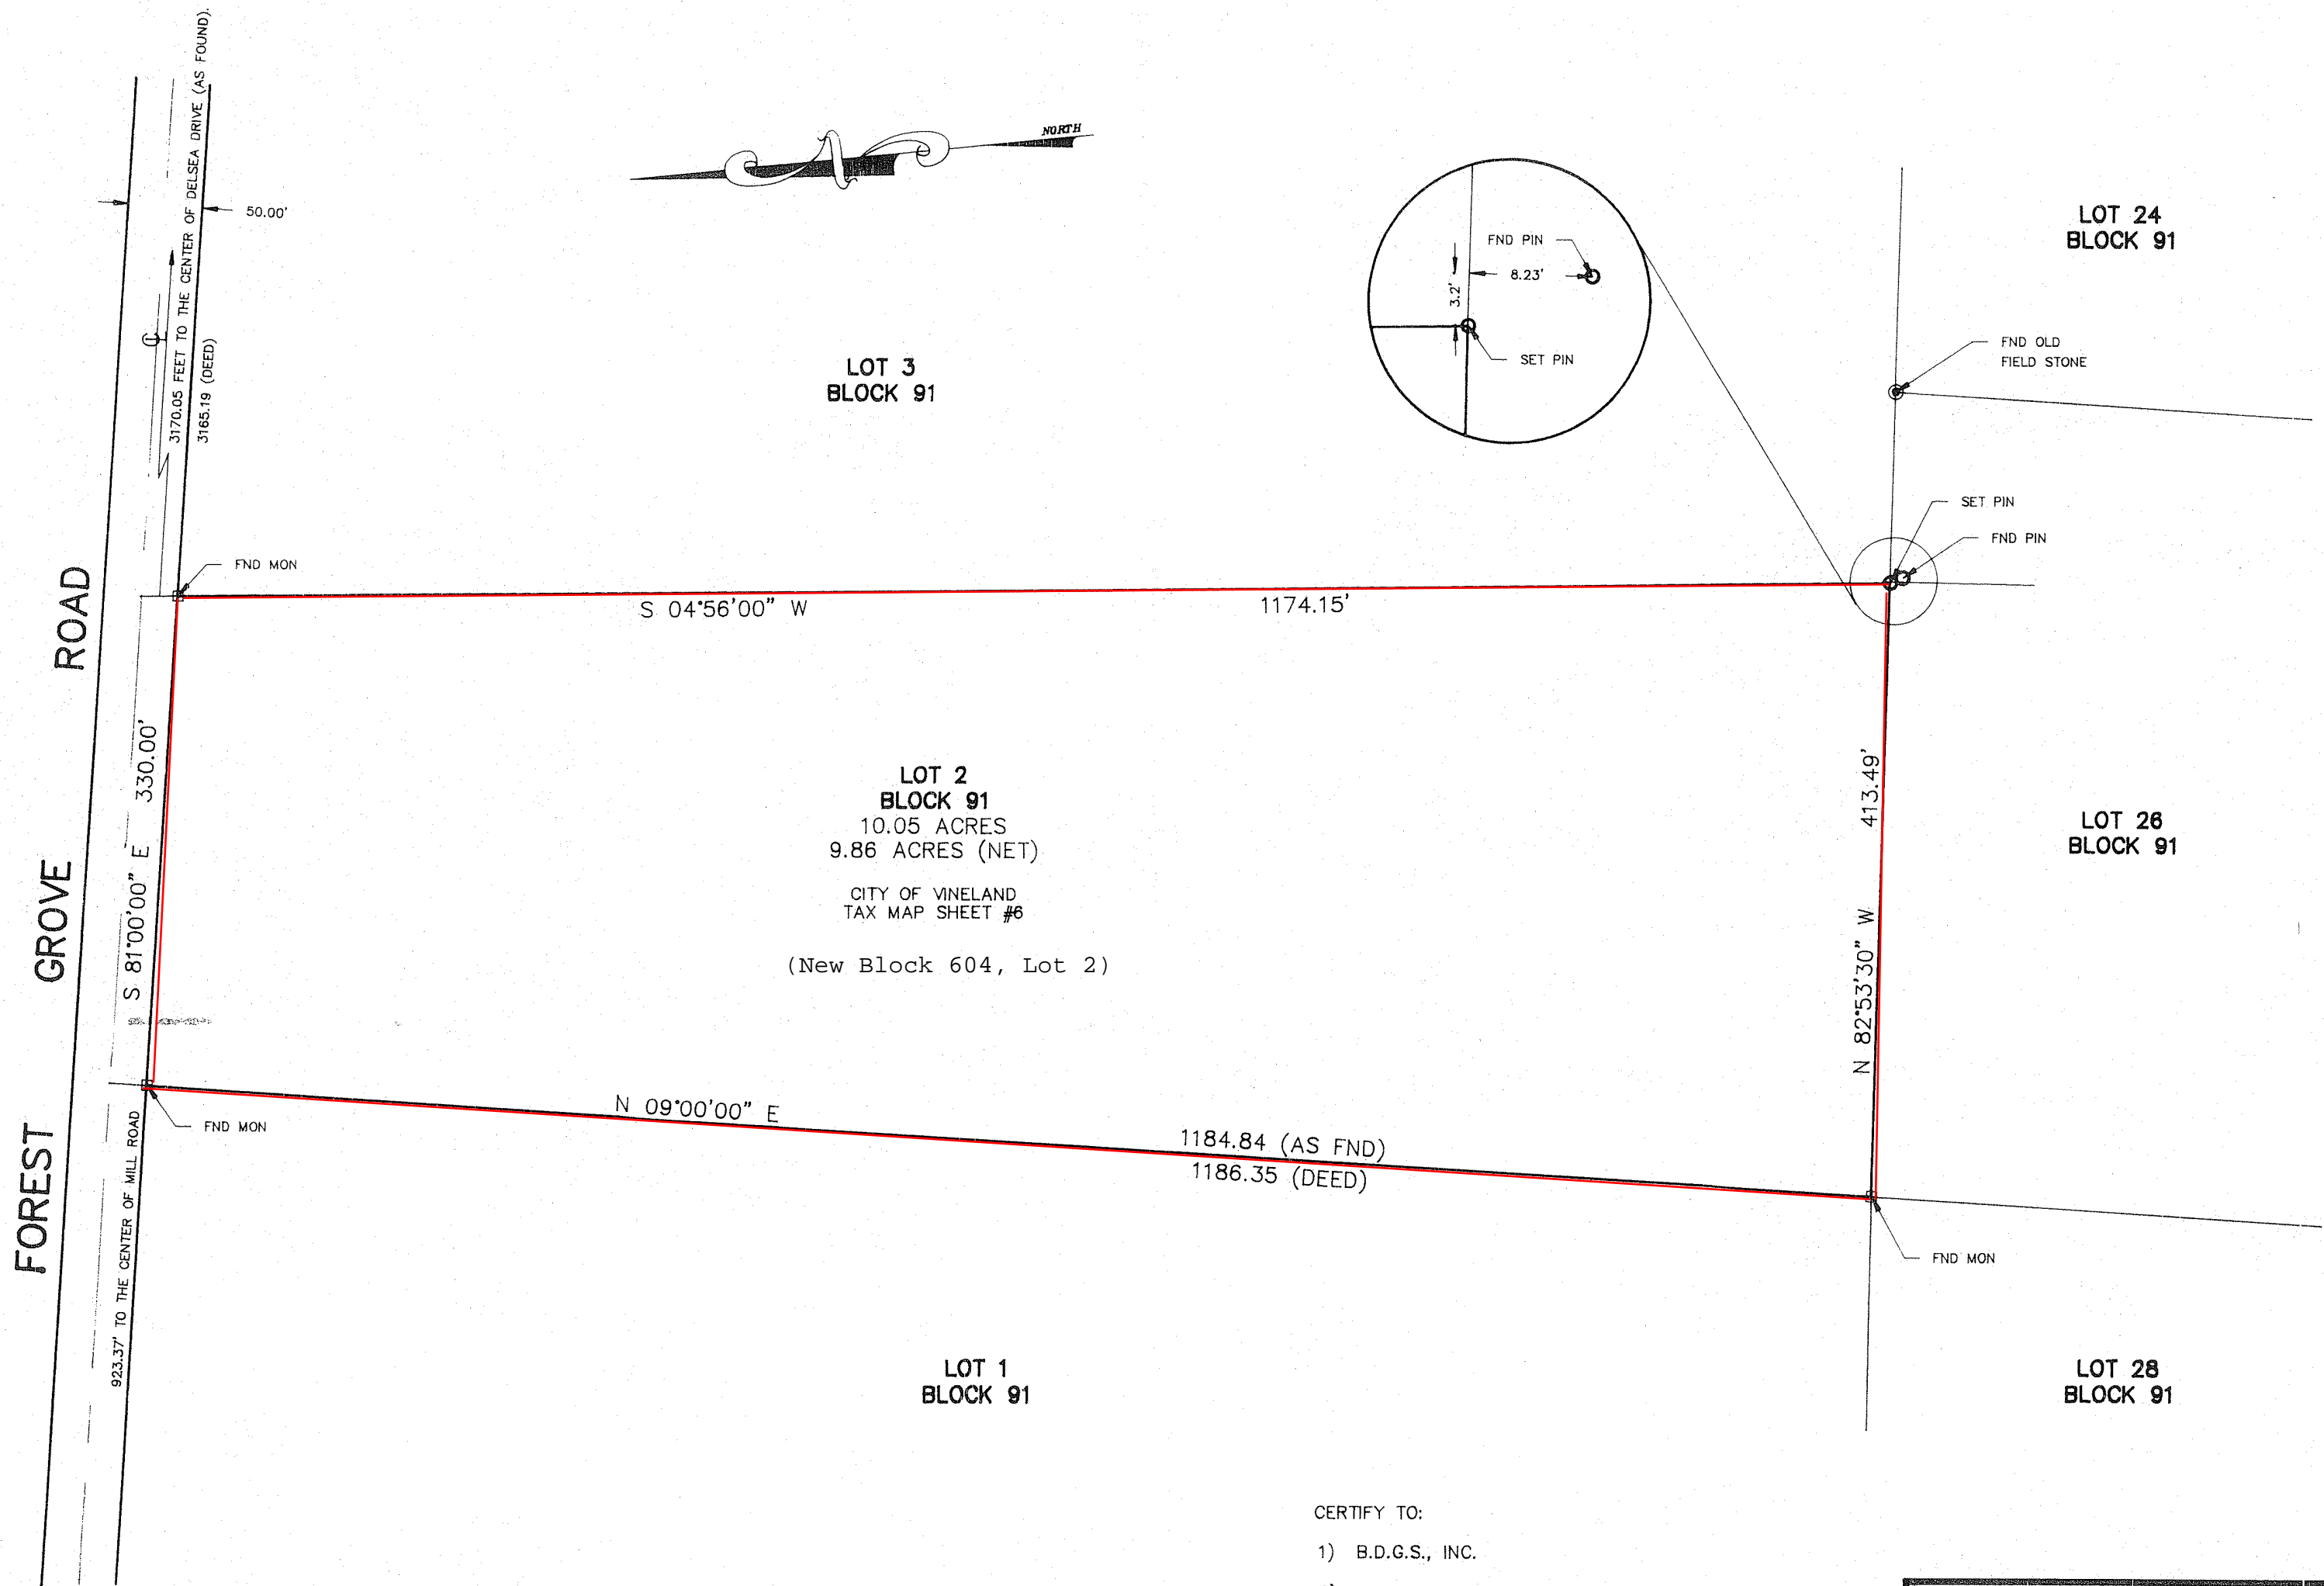 3170.05 FEET TO THE CENTER OF DELSEA DRIVE (AS FOUND).
3165.19 (DEED)
50.00'
NORTH
LOT 3
BLOCK 91
FND PIN
8.23'
3.2'
SET PIN
LOT 24
BLOCK 91
FND OLD
FIELD STONE
SET PIN
FND PIN
FND MON
S 04°56'00" W
1174.15'
FOREST GROVE ROAD
S 81°00'00" E 330.00'
LOT 2
BLOCK 91
10.05 ACRES
9.86 ACRES (NET)
CITY OF VINELAND
TAX MAP SHEET #6
(New Block 604, Lot 2)
N 82°53'30" W 413.49'
LOT 26
BLOCK 91
FND MON
N 09°00'00" E
1184.84 (AS FND)
1186.35 (DEED)
923.37' TO THE CENTER OF MILL ROAD
FND MON
LOT 1
BLOCK 91
LOT 28
BLOCK 91
CERTIFY TO:
1) B.D.G.S., INC.